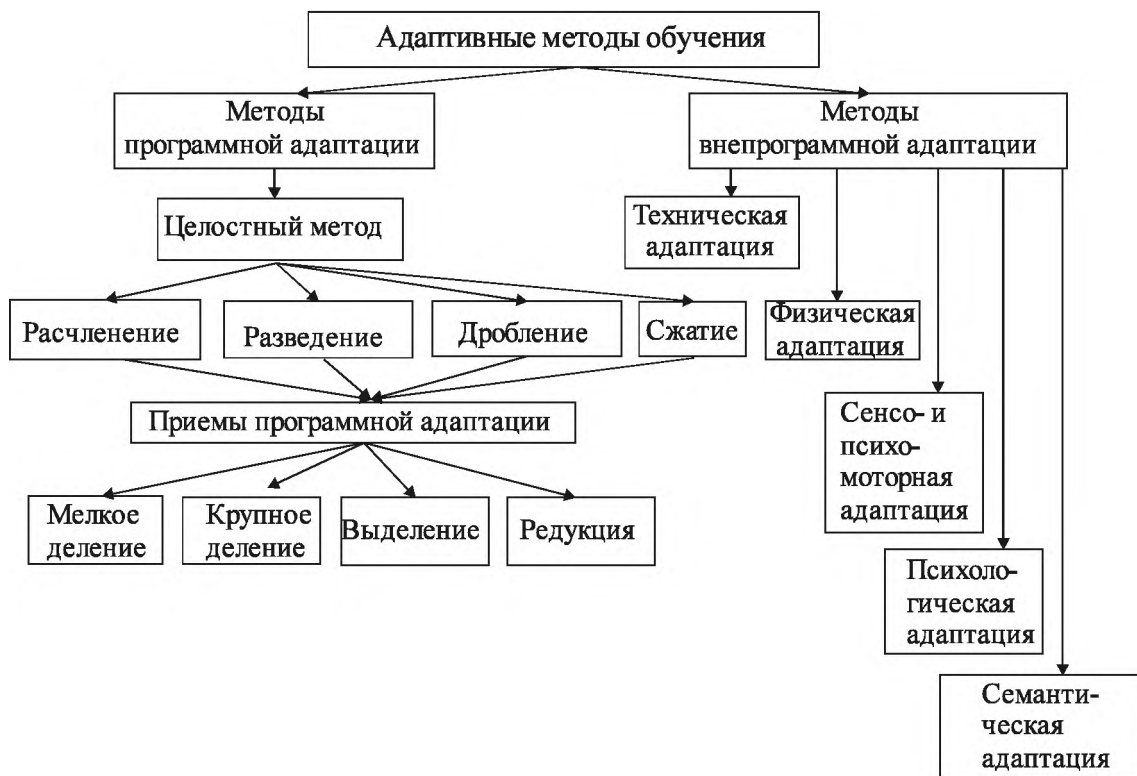 Адаптивные методы обучения
Методы
программной адаптации
Методы
внепрограммной адаптации
Целостный метод
Техническая
адаптация
Расчленение
Разведение
Дробление
Сжатие
Физическая
адаптация
Приемы программной адаптации
Сенсо- и
психо-
моторная
адаптация
Мелкое
деление
Крупное
деление
Выделение
Редукция
Психоло-
гическая
адаптация
Семанти-
ческая
адаптация